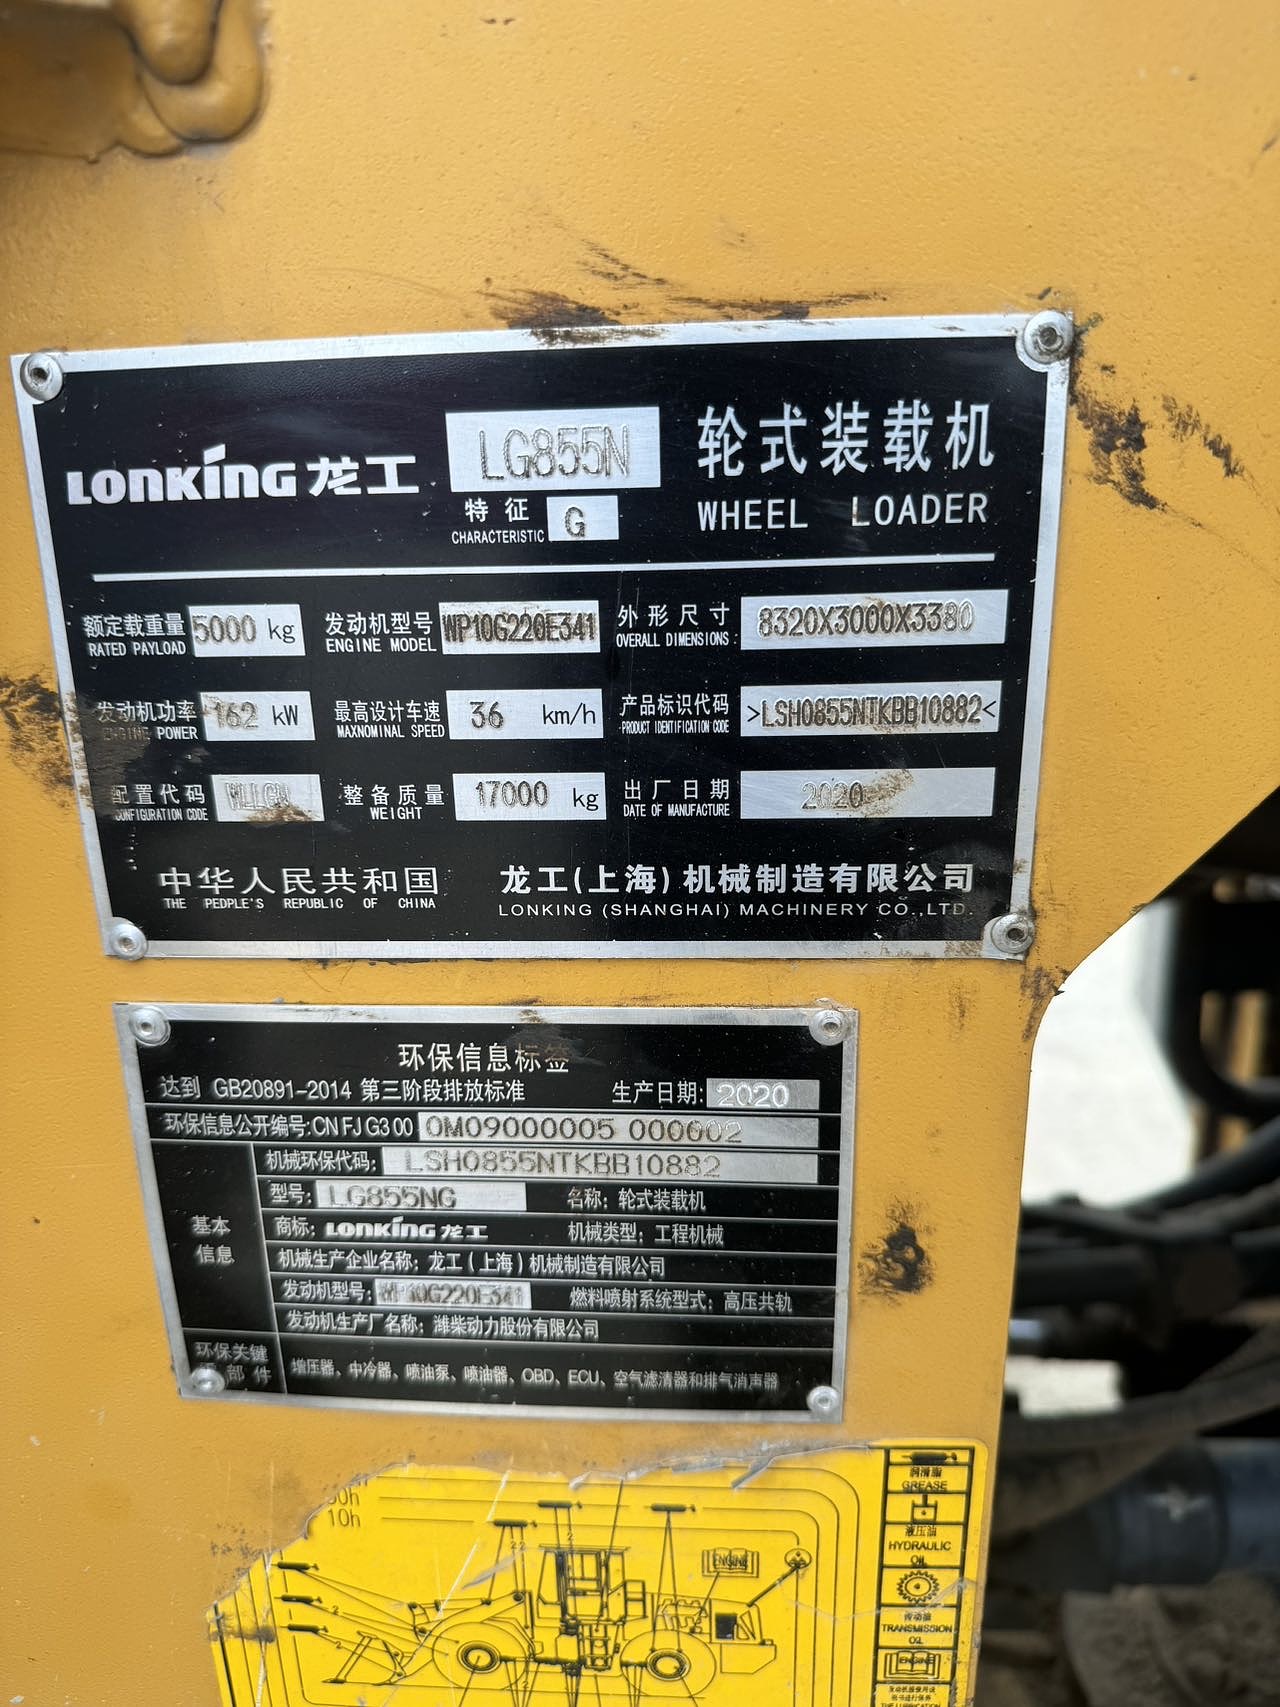 LONKING 龙工 LG855N 轮式装载机
特征 G WHEEL LOADER
CHARACTERISTIC
额定载重量 5000 kg 发动机型号 WP10G220E341 外形尺寸 8320X3000X3380
RATED PAYLOAD ENGINE MODEL OVERALL DIMENSIONS
发动机功率 162 kW 最高设计车速 36 km/h 产品标识代码 >LSH0855NTKBB10882<
ENGINE POWER MAXNOMINAL SPEED PRODUCT IDENTIFICATION CODE
配置代码 整备质量 17000 kg 出厂日期 2020
CONFIGURATION CODE WEIGHT DATE OF MANUFACTURE
中华人民共和国 龙工(上海)机械制造有限公司
THE PEOPLE'S REPUBLIC OF CHINA LONKING (SHANGHAI) MACHINERY CO.,LTD.
环保信息标签
达到 GB20891-2014 第三阶段排放标准 生产日期: 2020
环保信息公开编号: CN FJ G3 00 0M09000005 000002
机械环保代码: LSH0855NTKBB10882
型号: LG855NG 名称: 轮式装载机
基本信息
商标: LONKING 龙工 机械类型: 工程机械
机械生产企业名称: 龙工(上海)机械制造有限公司
发动机型号: WP10G220E341 燃料喷射系统型式: 高压共轨
发动机生产厂名称: 潍柴动力股份有限公司
环保关键
部件 增压器、中冷器、喷油泵、喷油器、OBD、ECU、空气滤清器和排气消声器
10h
润滑脂
GREASE
液压油
HYDRAULIC
OIL
传动油
TRANSMISSION
OIL
ENGINE
ENGINE